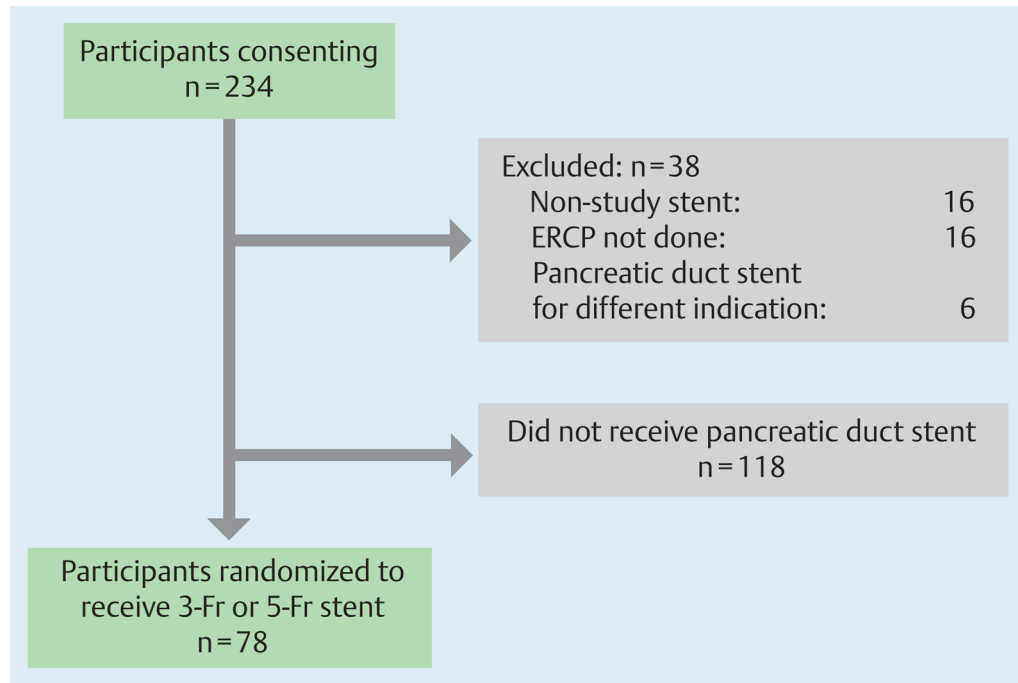 Participants consenting
n=234
Excluded: n=38
Non-study stent: 16
ERCP not done: 16
Pancreatic duct stent
for different indication: 6
Did not receive pancreatic duct stent
n=118
Participants randomized to
receive 3-Fr or 5-Fr stent
n=78